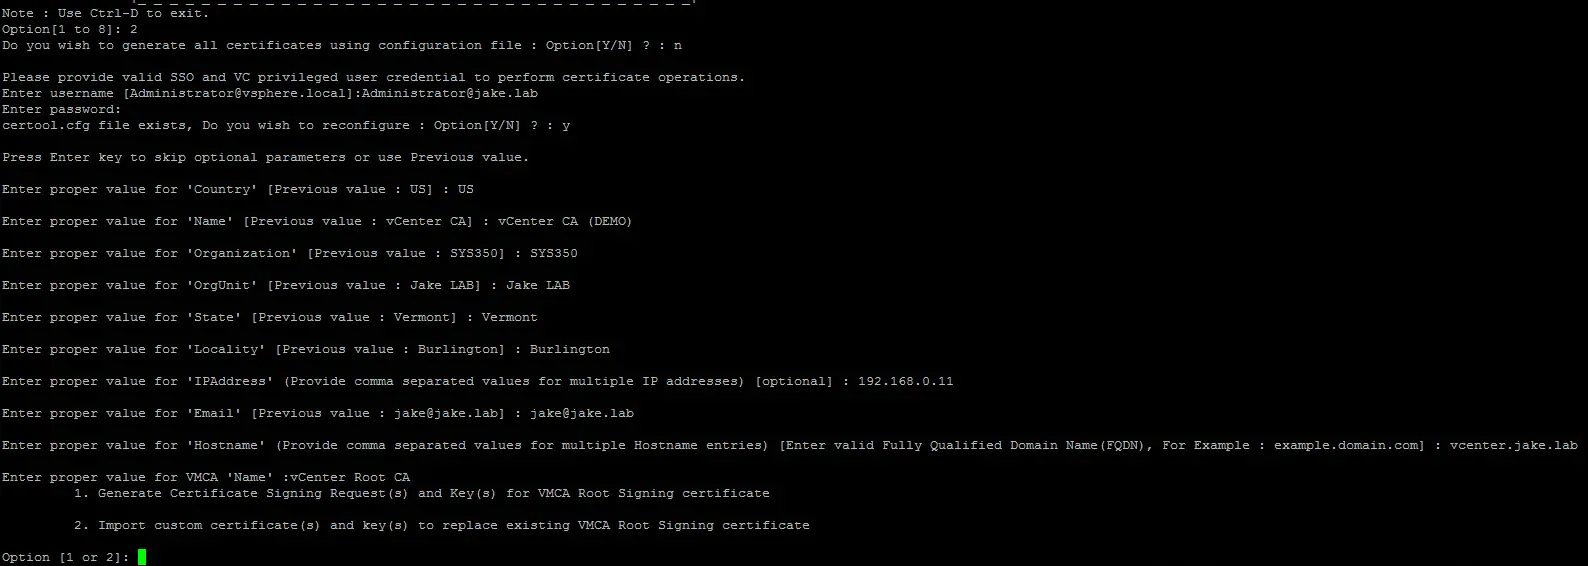 Note : Use Ctrl-D to exit.
Option[1 to 8]: 2
Do you wish to generate all certificates using configuration file : Option[Y/N] ? : n
Please provide valid SSO and VC privileged user credential to perform certificate operations.
Enter username [Administrator@vsphere.local]:Administrator@jake.lab
Enter password:
certool.cfg file exists, Do you wish to reconfigure : Option[Y/N] ? : y
Press Enter key to skip optional parameters or use Previous value.
Enter proper value for 'Country' [Previous value : US] : US
Enter proper value for 'Name' [Previous value : vCenter CA] : vCenter CA (DEMO)
Enter proper value for 'Organization' [Previous value : SYS350] : SYS350
Enter proper value for 'OrgUnit' [Previous value : Jake LAB] : Jake LAB
Enter proper value for 'State' [Previous value : Vermont] : Vermont
Enter proper value for 'Locality' [Previous value : Burlington] : Burlington
Enter proper value for 'IPAddress' (Provide comma separated values for multiple IP addresses) [optional] : 192.168.0.11
Enter proper value for 'Email' [Previous value : jake@jake.lab] : jake@jake.lab
Enter proper value for 'Hostname' (Provide comma separated values for multiple Hostname entries) [Enter valid Fully Qualified Domain Name(FQDN), For Example : example.domain.com] : vcenter.jake.lab
Enter proper value for VMCA 'Name' :vCenter Root CA
1. Generate Certificate Signing Request(s) and Key(s) for VMCA Root Signing certificate
2. Import custom certificate(s) and key(s) to replace existing VMCA Root Signing certificate
Option [1 or 2]: